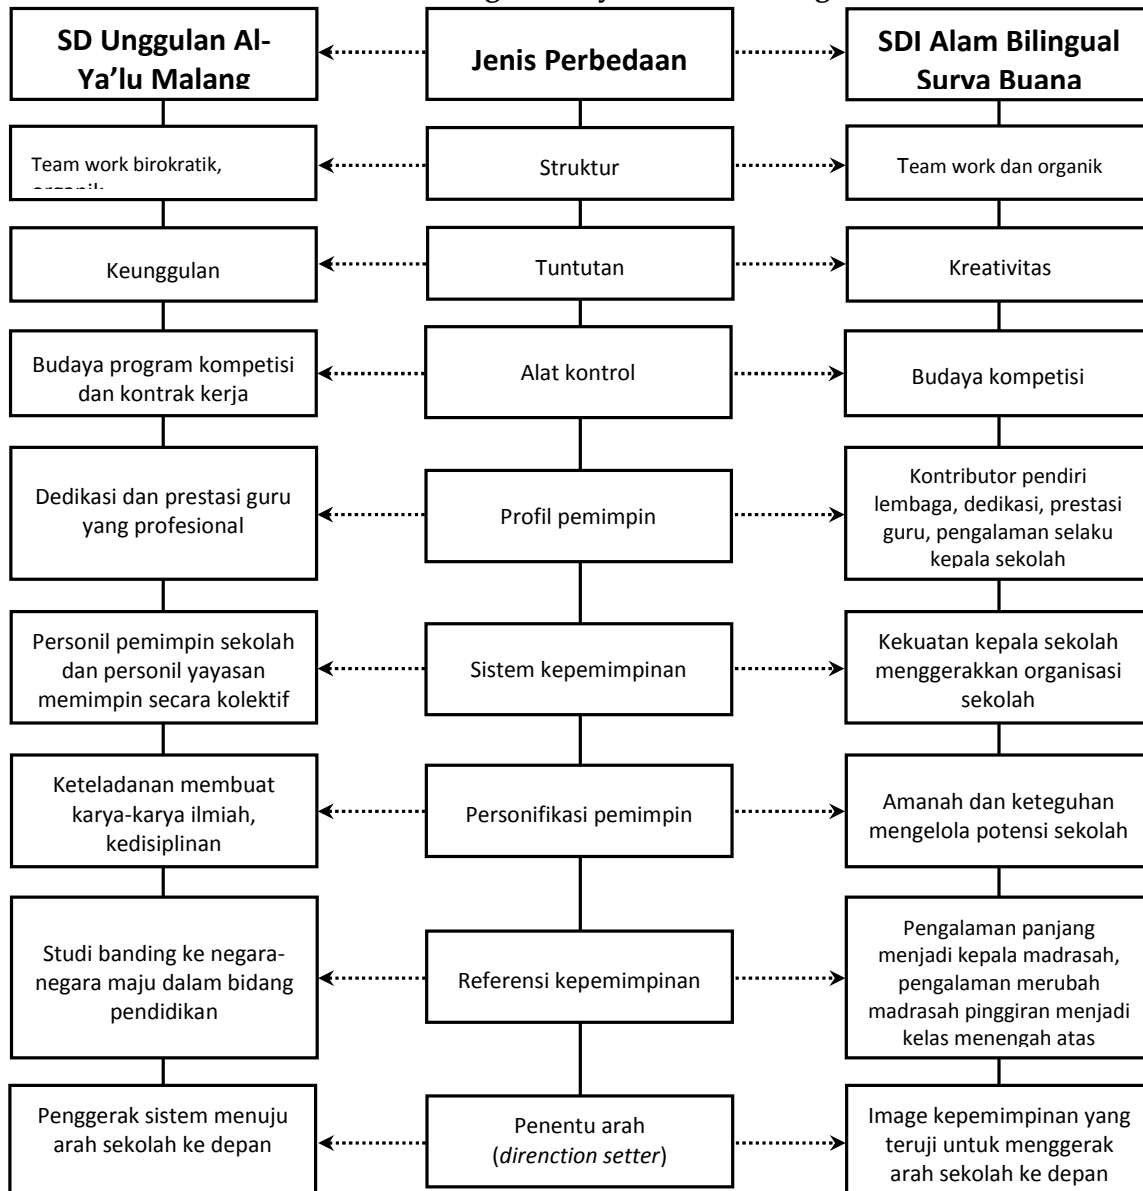 SD Unggulan Al-
Ya’lu Malang
Jenis Perbedaan
SDI Alam Bilingual
Surya Buana
Team work birokratik,
organik
Struktur
Team work dan organik
Keunggulan
Tuntutan
Kreativitas
Budaya program kompetisi
dan kontrak kerja
Alat kontrol
Budaya kompetisi
Dedikasi dan prestasi guru
yang profesional
Profil pemimpin
Kontributor pendiri
lembaga, dedikasi, prestasi
guru, pengalaman selaku
kepala sekolah
Personil pemimpin sekolah
dan personil yayasan
memimpin secara kolektif
Sistem kepemimpinan
Kekuatan kepala sekolah
menggerakkan organisasi
sekolah
Keteladanan membuat
karya-karya ilmiah,
kedisiplinan
Personifikasi pemimpin
Amanah dan keteguhan
mengelola potensi sekolah
Studi banding ke negara-
negara maju dalam bidang
pendidikan
Referensi kepemimpinan
Pengalaman panjang
menjadi kepala madrasah,
pengalaman merubah
madrasah pinggiran menjadi
kelas menengah atas
Penggerak sistem menuju
arah sekolah ke depan
Penentu arah
(direnction setter)
Image kepemimpinan yang
teruji untuk menggerak
arah sekolah ke depan